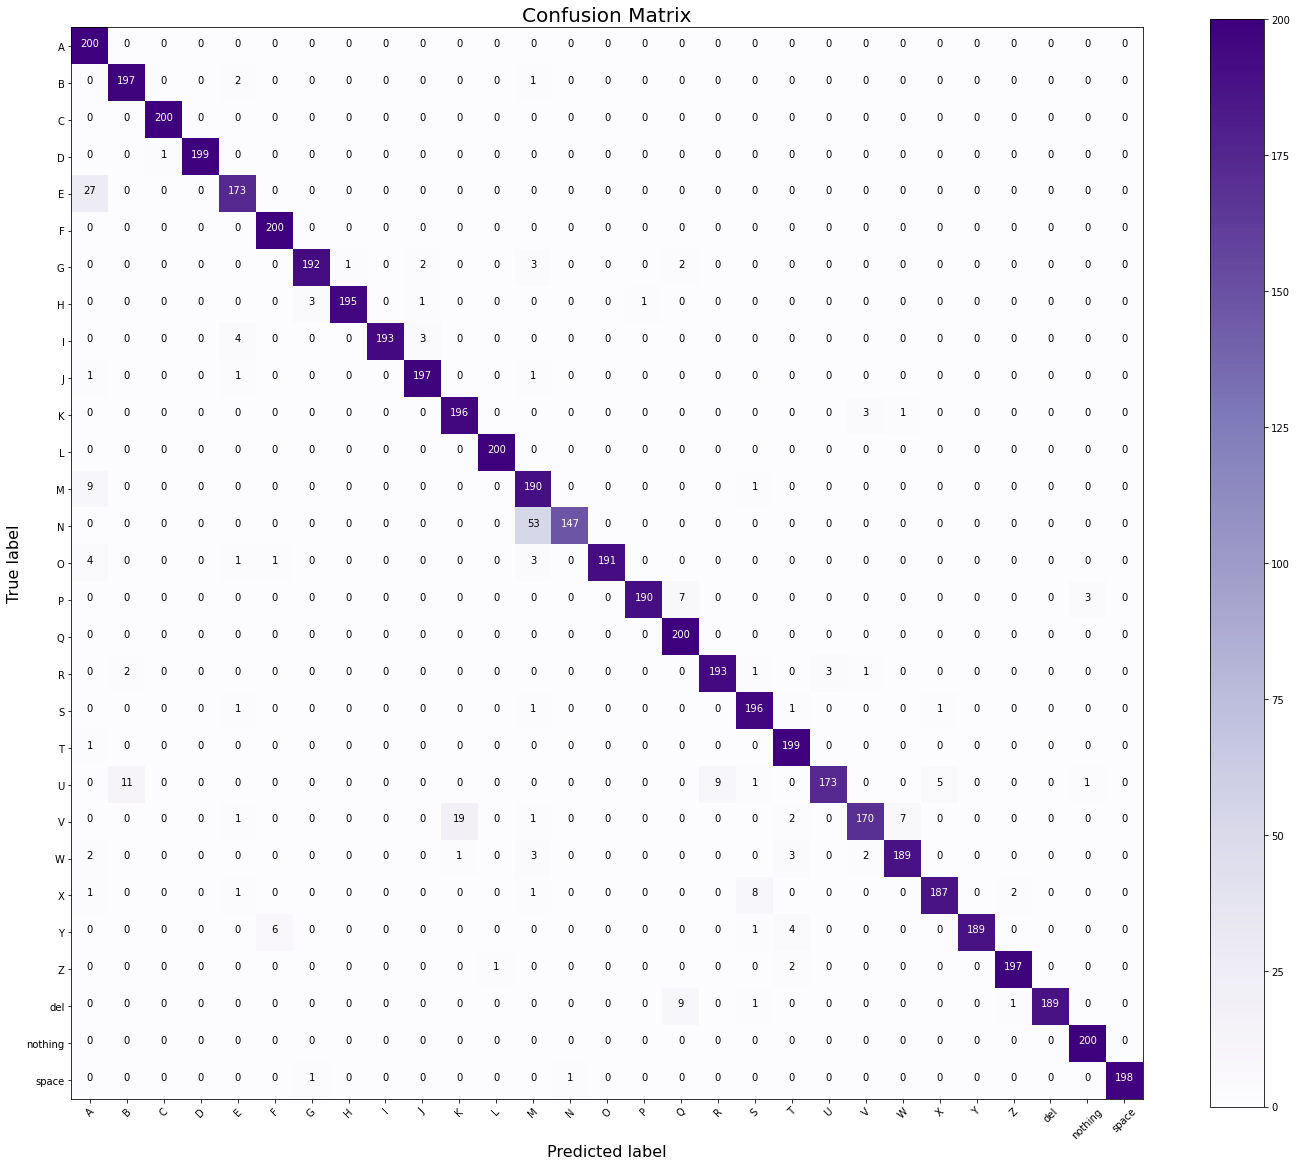 Confusion Matrix
A 200 0 0 0 0 0 0 0 0 0 0 0 0 0 0 0 0 0 0 0 0 0 0 0 0 0 0 0 0
B 0 197 0 0 2 0 0 0 0 0 0 0 1 0 0 0 0 0 0 0 0 0 0 0 0 0 0 0 0
C 0 0 200 0 0 0 0 0 0 0 0 0 0 0 0 0 0 0 0 0 0 0 0 0 0 0 0 0 0
D 0 0 1 199 0 0 0 0 0 0 0 0 0 0 0 0 0 0 0 0 0 0 0 0 0 0 0 0 0
E 27 0 0 0 173 0 0 0 0 0 0 0 0 0 0 0 0 0 0 0 0 0 0 0 0 0 0 0 0
F 0 0 0 0 0 200 0 0 0 0 0 0 0 0 0 0 0 0 0 0 0 0 0 0 0 0 0 0 0
G 0 0 0 0 0 0 192 1 0 2 0 0 3 0 0 0 2 0 0 0 0 0 0 0 0 0 0 0 0
H 0 0 0 0 0 0 3 195 0 1 0 0 0 0 0 1 0 0 0 0 0 0 0 0 0 0 0 0 0
I 0 0 0 0 4 0 0 0 193 3 0 0 0 0 0 0 0 0 0 0 0 0 0 0 0 0 0 0 0
J 1 0 0 0 1 0 0 0 0 197 0 0 1 0 0 0 0 0 0 0 0 0 0 0 0 0 0 0 0
K 0 0 0 0 0 0 0 0 0 0 196 0 0 0 0 0 0 0 0 0 0 3 1 0 0 0 0 0 0
L 0 0 0 0 0 0 0 0 0 0 0 200 0 0 0 0 0 0 0 0 0 0 0 0 0 0 0 0 0
M 9 0 0 0 0 0 0 0 0 0 0 0 190 0 0 0 0 0 1 0 0 0 0 0 0 0 0 0 0
N 0 0 0 0 0 0 0 0 0 0 0 0 53 147 0 0 0 0 0 0 0 0 0 0 0 0 0 0 0
O 4 0 0 0 1 1 0 0 0 0 0 0 3 0 191 0 0 0 0 0 0 0 0 0 0 0 0 0 0
P 0 0 0 0 0 0 0 0 0 0 0 0 0 0 0 190 7 0 0 0 0 0 0 0 0 0 0 3 0
Q 0 0 0 0 0 0 0 0 0 0 0 0 0 0 0 0 200 0 0 0 0 0 0 0 0 0 0 0 0
R 0 2 0 0 0 0 0 0 0 0 0 0 0 0 0 0 0 193 1 0 3 1 0 0 0 0 0 0 0
S 0 0 0 0 1 0 0 0 0 0 0 0 1 0 0 0 0 0 196 1 0 0 0 1 0 0 0 0 0
T 1 0 0 0 0 0 0 0 0 0 0 0 0 0 0 0 0 0 0 199 0 0 0 0 0 0 0 0 0
U 0 11 0 0 0 0 0 0 0 0 0 0 0 0 0 0 0 9 1 0 173 0 0 5 0 0 0 1 0
V 0 0 0 0 1 0 0 0 0 0 19 0 1 0 0 0 0 0 0 2 0 170 7 0 0 0 0 0 0
W 2 0 0 0 0 0 0 0 0 0 1 0 3 0 0 0 0 0 0 3 0 2 189 0 0 0 0 0 0
X 1 0 0 0 1 0 0 0 0 0 0 0 1 0 0 0 0 0 8 0 0 0 0 187 0 2 0 0 0
Y 0 0 0 0 0 6 0 0 0 0 0 0 0 0 0 0 0 0 1 4 0 0 0 0 189 0 0 0 0
Z 0 0 0 0 0 0 0 0 0 0 0 1 0 0 0 0 0 0 0 2 0 0 0 0 0 197 0 0 0
del 0 0 0 0 0 0 0 0 0 0 0 0 0 0 0 0 9 0 1 0 0 0 0 0 0 1 189 0 0
nothing 0 0 0 0 0 0 0 0 0 0 0 0 0 0 0 0 0 0 0 0 0 0 0 0 0 0 0 200 0
space 0 0 0 0 0 0 1 0 0 0 0 0 0 1 0 0 0 0 0 0 0 0 0 0 0 0 0 0 198
A B C D E F G H I J K L M N O P Q R S T U V W X Y Z del nothing space
Predicted label
True label
200
175
150
125
100
75
50
25
0